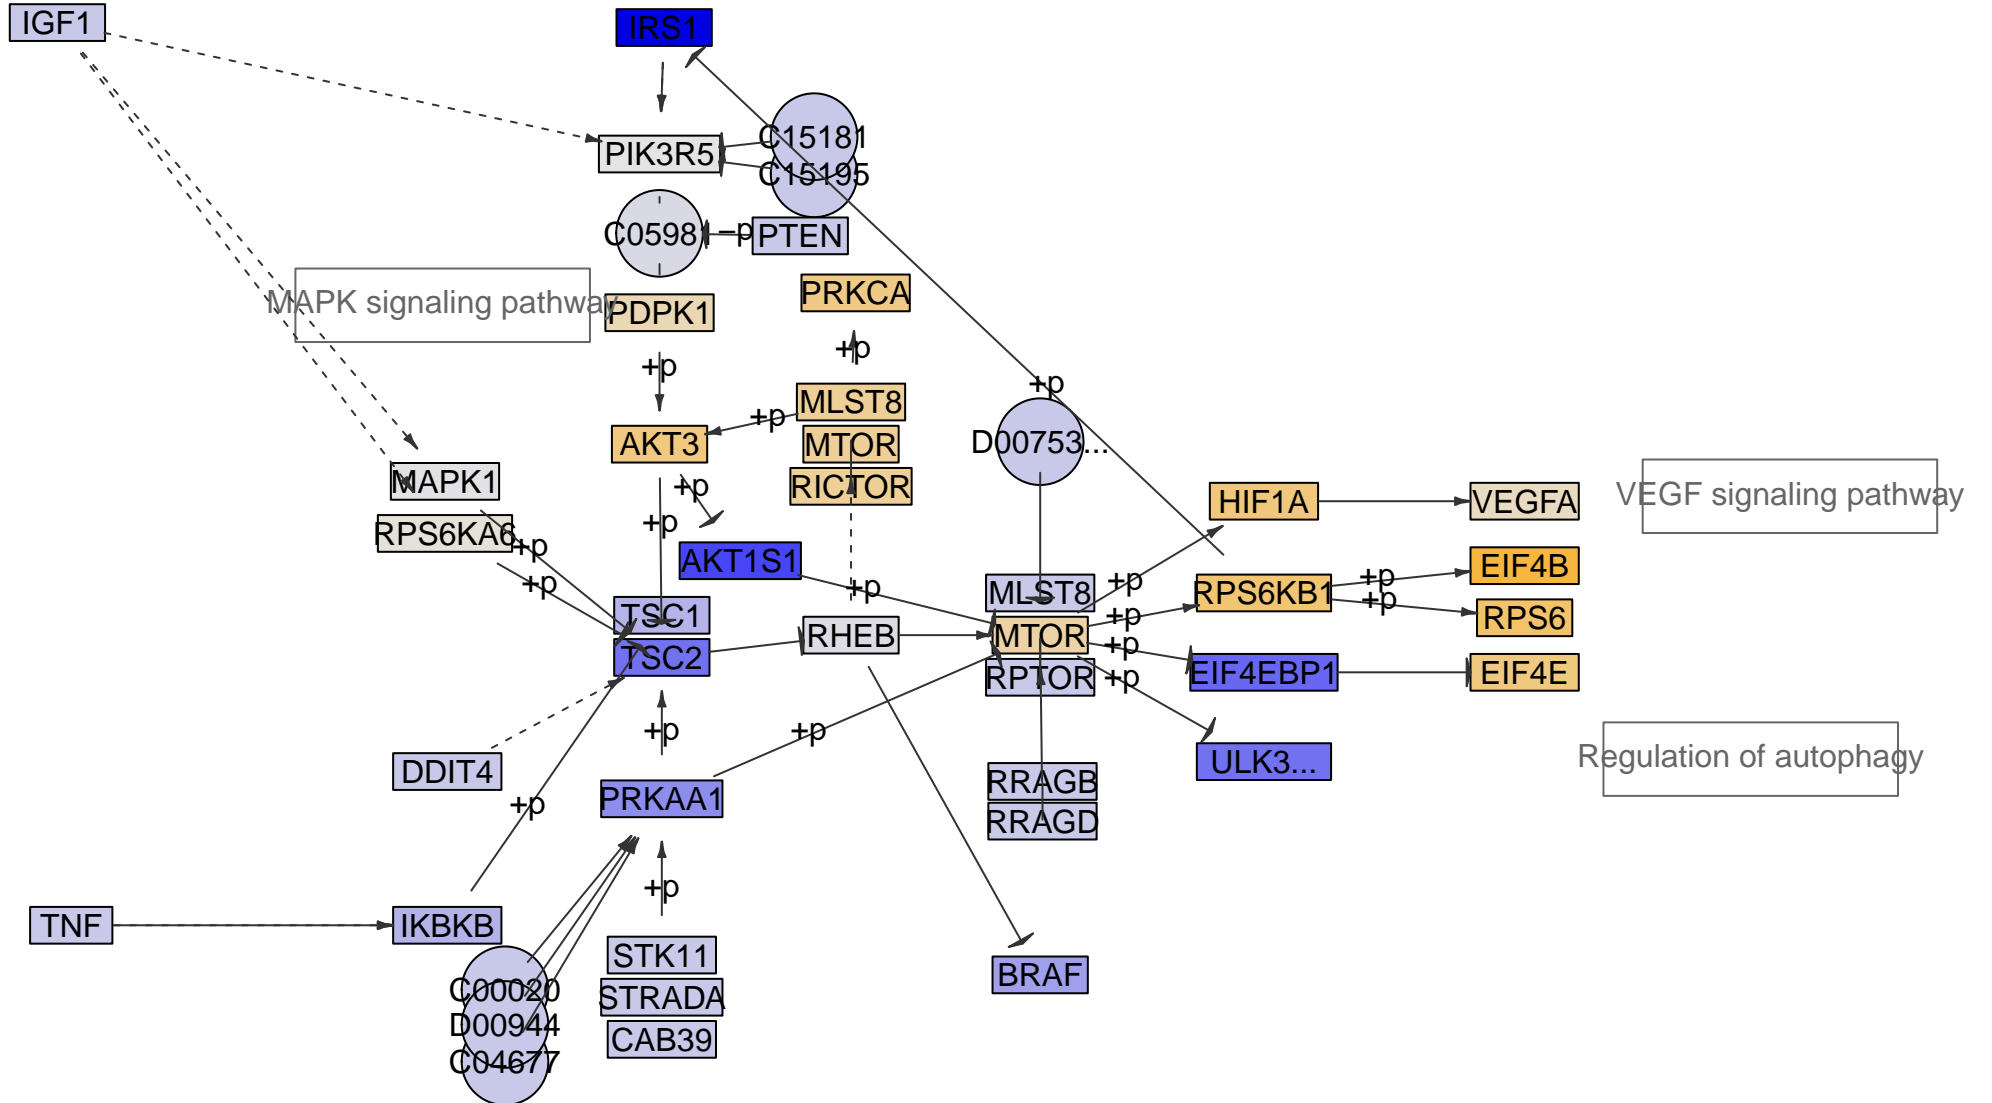 IGF1
IRS1
C15181
PIK3R5
C15195
C05981
-p
PTEN
MAPK signaling pathway
PRKCA
PDPK1
+p
+p
+p
MLST8
+p
AKT3
MTOR
D00753...
MAPK1
+p
RICTOR
HIF1A
VEGFA
VEGF signaling pathway
RPS6KA6
+p
+p
AKT1S1
EIF4B
+p
+p
+p
+p
MLST8
RPS6KB1
+p
TSC1
+p
RPS6
RHEB
MTOR
+p
TSC2
RPTOR
+p
EIF4EBP1
EIF4E
+p
+p
DDIT4
RRAGB
ULK3...
Regulation of autophagy
+p
PRKAA1
RRAGD
+p
TNF
IKBKB
STK11
C00020
STRADA
BRAF
D00944
CAB39
C04677